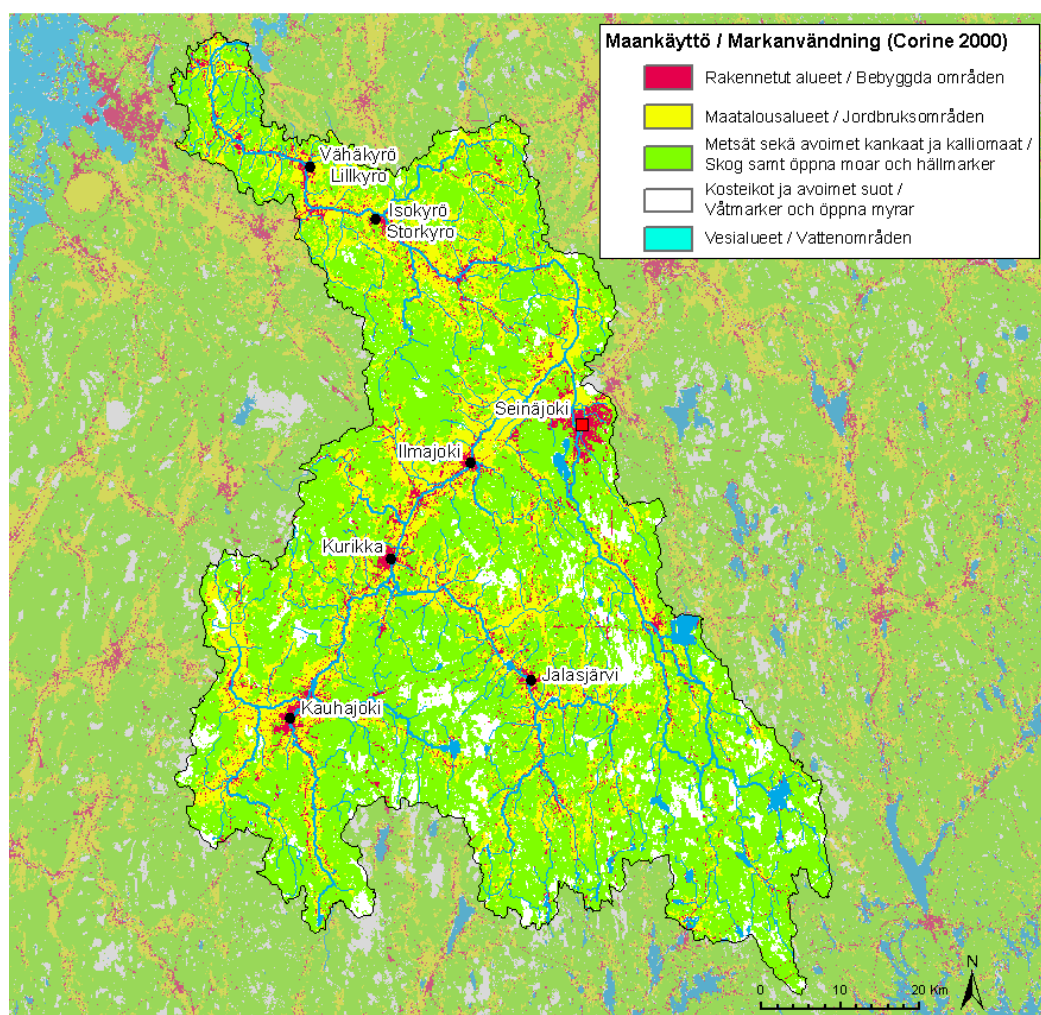 Maankäyttö / Markanvändning (Corine 2000)
Rakennetut alueet / Bebyggda områden
Maatalousalueet / Jordbruksområden
Metsät sekä avoimet kankaat ja kalliomaat /
Skog samt öppna moar och hällmarker
Kosteikot ja avoimet suot /
Våtmarker och öppna myrar
Vesialueet / Vattenområden
Vähäkyrö
Lillkyro
Isokyrö
Storkyro
Seinäjoki
Ilmajoki
Kurikka
Jalasjärvi
Kauhajoki
N
0 10 20 Km